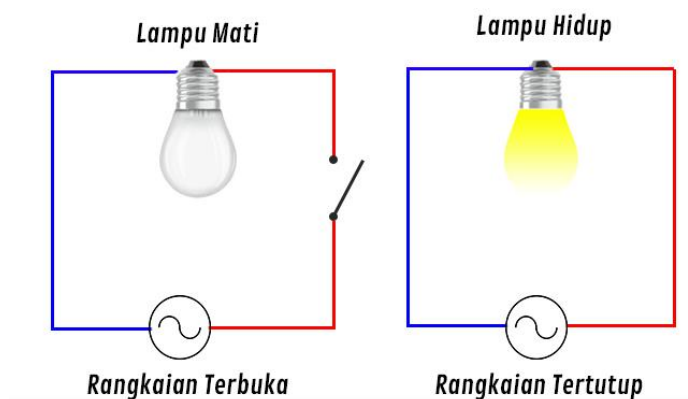 Lampu Mati
Lampu Hidup
Rangkaian Terbuka
Rangkaian Tertutup